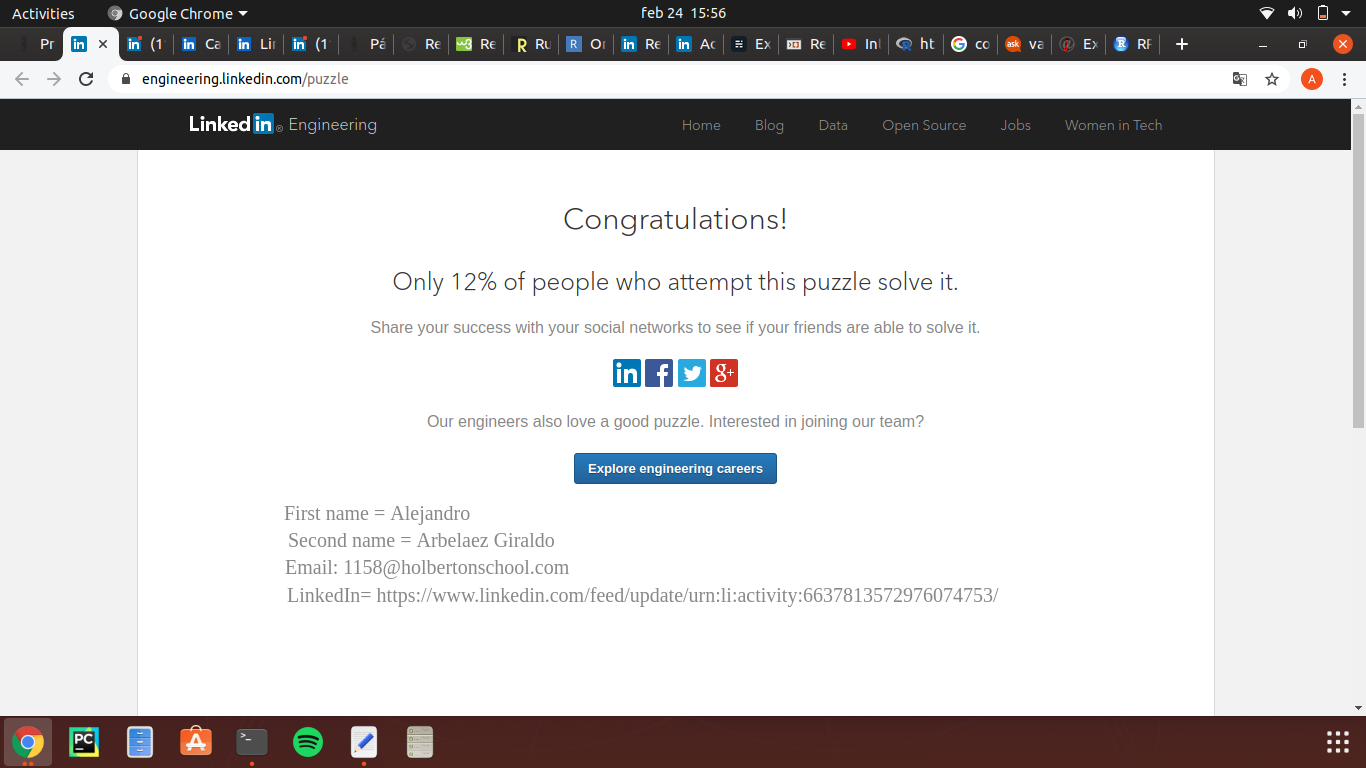 Activities Google Chrome feb 24 15:56
Pr (1 Ca Lin (1 Pá Re Re Ru Or Re Ac Ex Re Int ht co va Ex RF
engineering.linkedin.com/puzzle A
Linked in ® Engineering Home Blog Data Open Source Jobs Women in Tech
Congratulations!
Only 12% of people who attempt this puzzle solve it.
Share your success with your social networks to see if your friends are able to solve it.
in f g+
Our engineers also love a good puzzle. Interested in joining our team?
Explore engineering careers
First name = Alejandro
Second name = Arbelaez Giraldo
Email: 1158@holbertonschool.com
LinkedIn= https://www.linkedin.com/feed/update/urn:li:activity:6637813572976074753/
PC